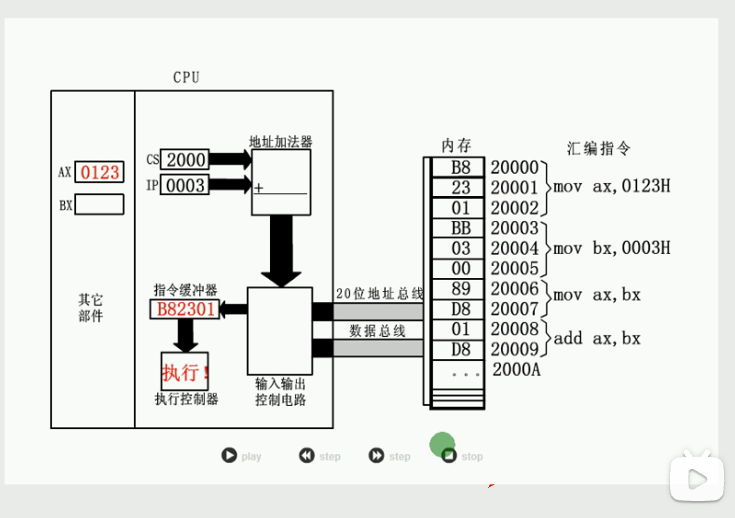 CPU
AX 0123
BX
其它
部件
CS 2000
IP 0003
地址加法器
+
指令缓冲器
B82301
执行!
执行控制器
输入输出
控制电路
20位地址总线
数据总线
内存
汇编指令
B8 20000
23 20001 mov ax,0123H
01 20002
BB 20003
03 20004 mov bx,0003H
00 20005
89 20006 mov ax,bx
D8 20007
01 20008 add ax,bx
D8 20009
... 2000A
play
step
step
stop